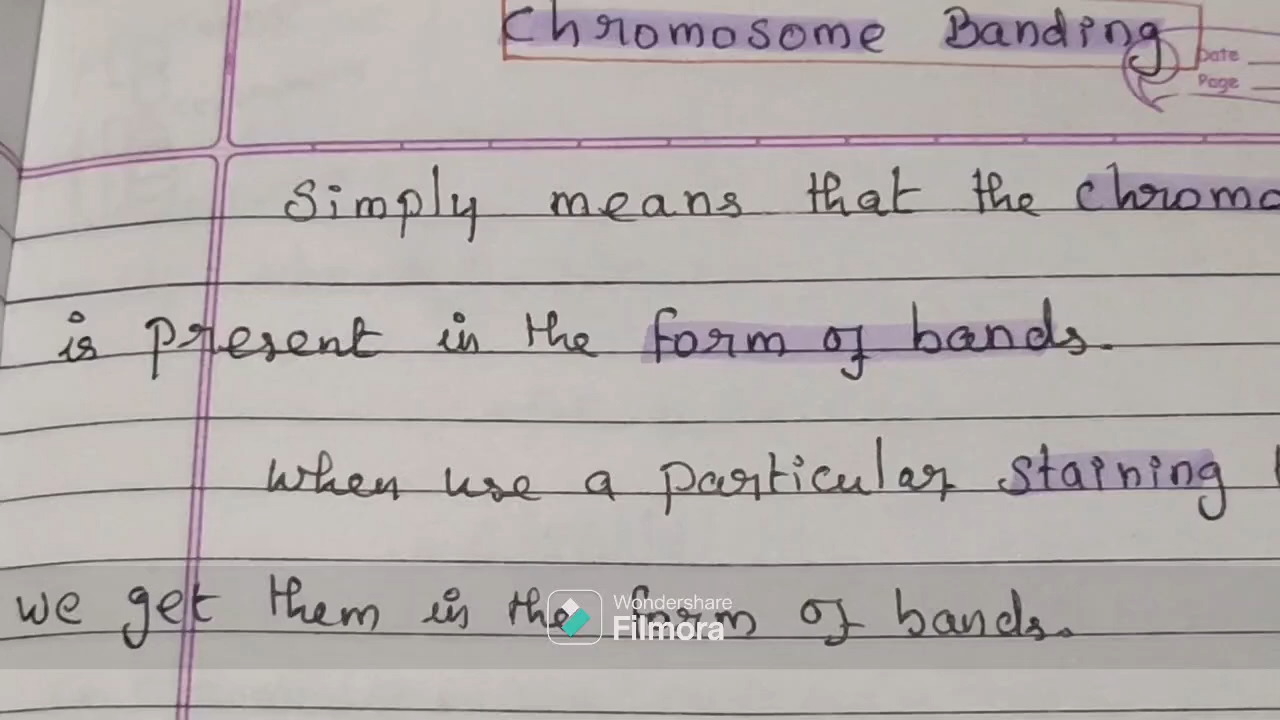 Chromosome Banding
Date
Page
Simply means that the chromo
is present in the form of bands.
When use a particular staining
we get them in the form of bands.
Wondershare
Filmora